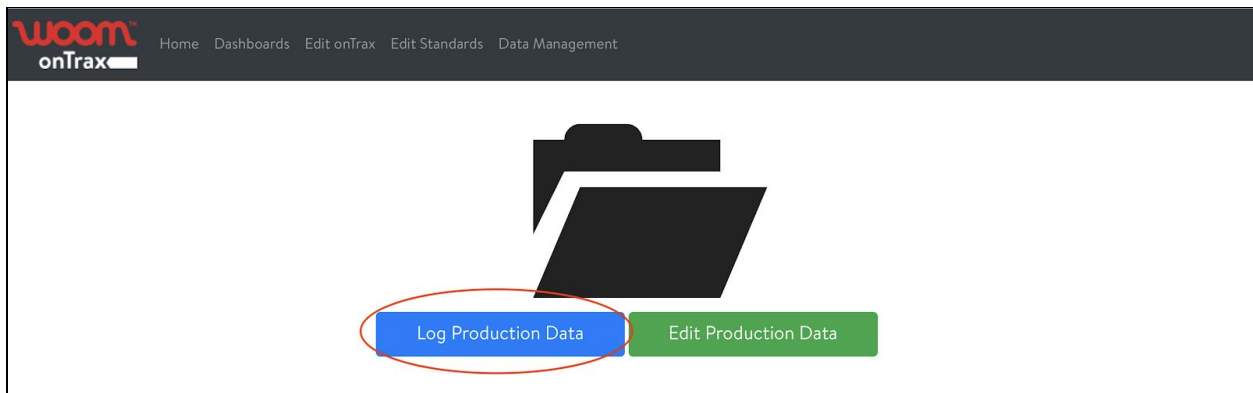 woom™
onTrax
Home Dashboards Edit onTrax Edit Standards Data Management
Log Production Data Edit Production Data